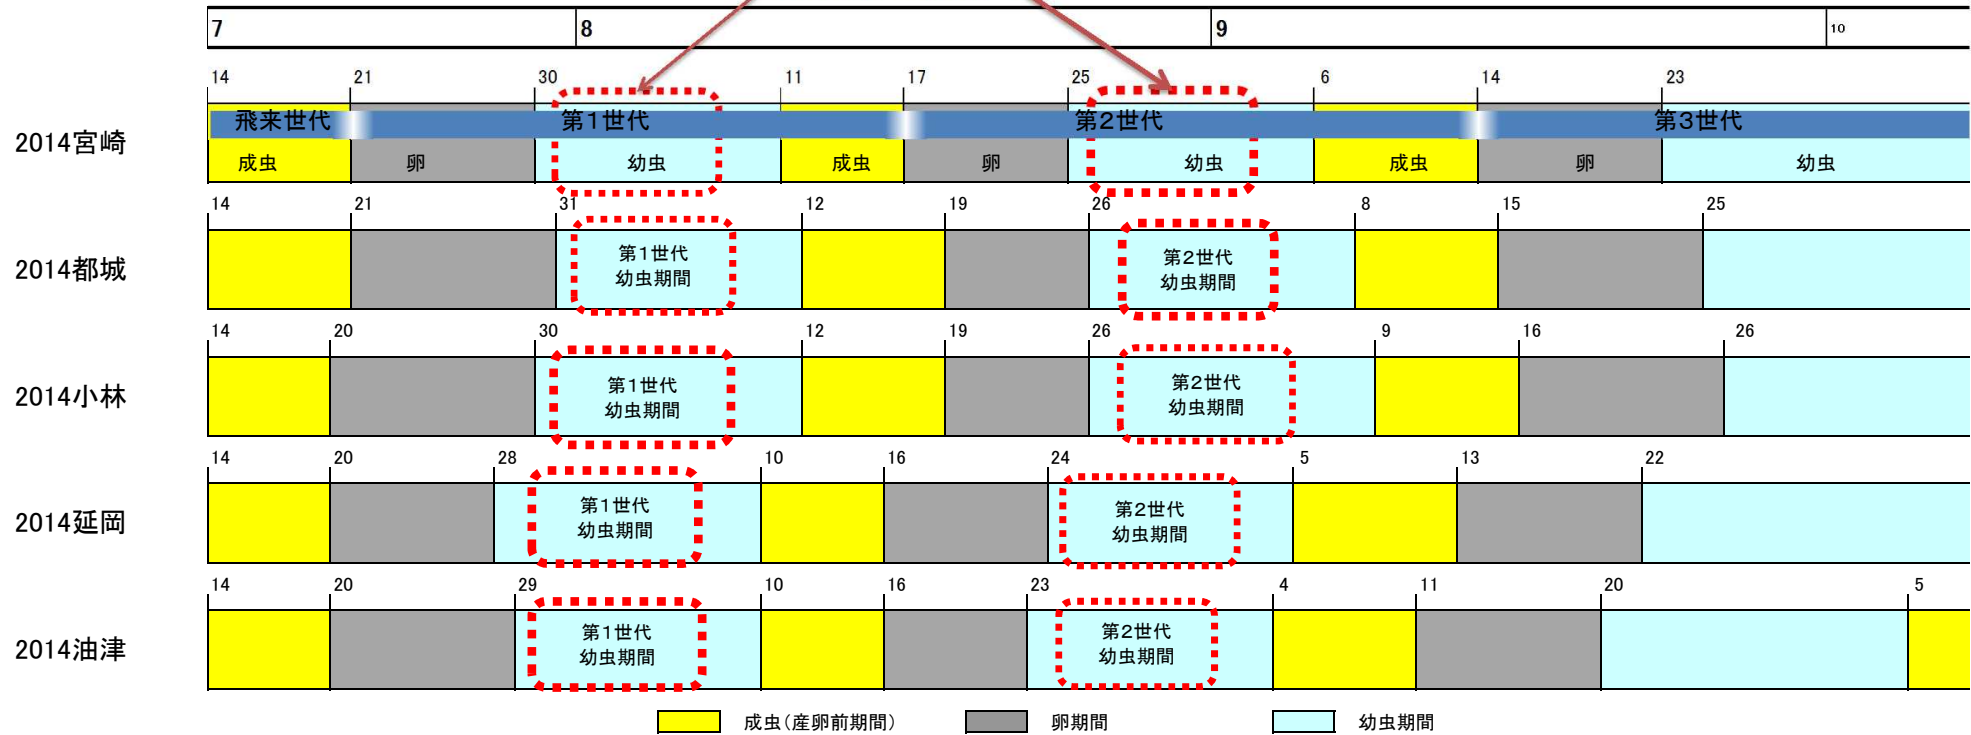 7 8 9 10
14 21 30 11 17 25 6 14 23
2014宮崎
飛来世代 第1世代 第2世代 第3世代
成虫 卵 幼虫 成虫 卵 幼虫 成虫 卵 幼虫
14 21 31 12 19 26 8 15 25
2014都城
第1世代 第2世代
幼虫期間 幼虫期間
14 20 30 12 19 26 9 16 26
2014小林
第1世代 第2世代
幼虫期間 幼虫期間
14 20 28 10 16 24 5 13 22
2014延岡
第1世代 第2世代
幼虫期間 幼虫期間
14 20 29 10 16 23 4 11 20 5
2014油津
第1世代 第2世代
幼虫期間 幼虫期間
成虫(産卵前期間) 卵期間 幼虫期間